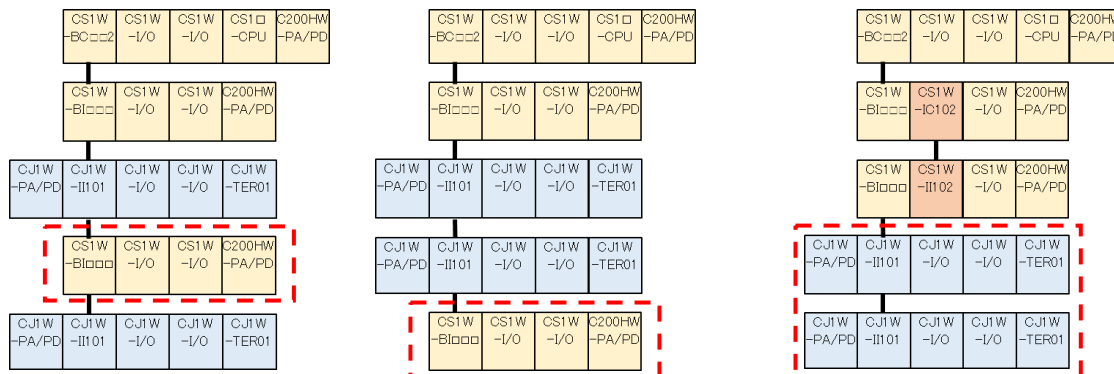 CS1W CS1W CS1W CS1□ C200HW
-BC□□2 -I/O -I/O -CPU -PA/PD
CS1W CS1W CS1W C200HW
-BI□□□ -I/O -I/O -PA/PD
CJ1W CJ1W CJ1W CJ1W CJ1W
-PA/PD -II101 -I/O -I/O -TER01
CS1W CS1W CS1W C200HW
-BI□□□ -I/O -I/O -PA/PD
CJ1W CJ1W CJ1W CJ1W CJ1W
-PA/PD -II101 -I/O -I/O -TER01
CS1W CS1W CS1W CS1□ C200HW
-BC□□2 -I/O -I/O -CPU -PA/PD
CS1W CS1W CS1W C200HW
-BI□□□ -I/O -I/O -PA/PD
CJ1W CJ1W CJ1W CJ1W CJ1W
-PA/PD -II101 -I/O -I/O -TER01
CJ1W CJ1W CJ1W CJ1W CJ1W
-PA/PD -II101 -I/O -I/O -TER01
CS1W CS1W CS1W C200HW
-BI□□□ -I/O -I/O -PA/PD
CS1W CS1W CS1W CS1□ C200HW
-BC□□2 -I/O -I/O -CPU -PA/PD
CS1W CS1W CS1W C200HW
-BI□□□ -IC102 -I/O -PA/PD
CS1W CS1W CS1W C200HW
-BI□□□ -II102 -I/O -PA/PD
CJ1W CJ1W CJ1W CJ1W CJ1W
-PA/PD -II101 -I/O -I/O -TER01
CJ1W CJ1W CJ1W CJ1W CJ1W
-PA/PD -II101 -I/O -I/O -TER01